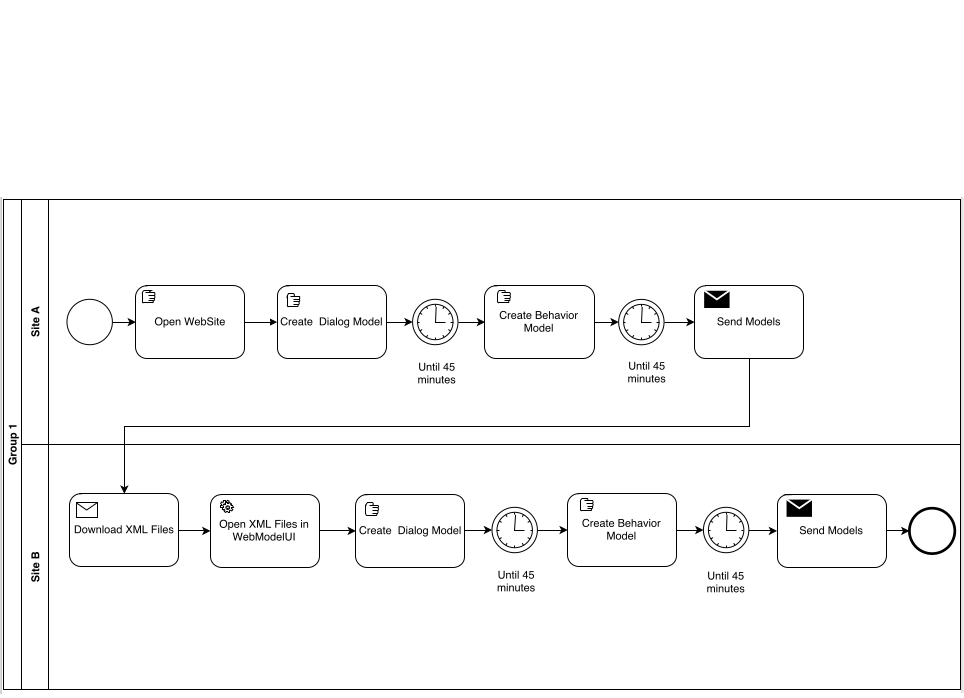 Group 1
Site A
Open WebSite
Create Dialog Model
Until 45
minutes
Create Behavior
Model
Until 45
minutes
Send Models
Site B
Download XML Files
Open XML Files in
WebModelUI
Create Dialog Model
Until 45
minutes
Create Behavior
Model
Until 45
minutes
Send Models